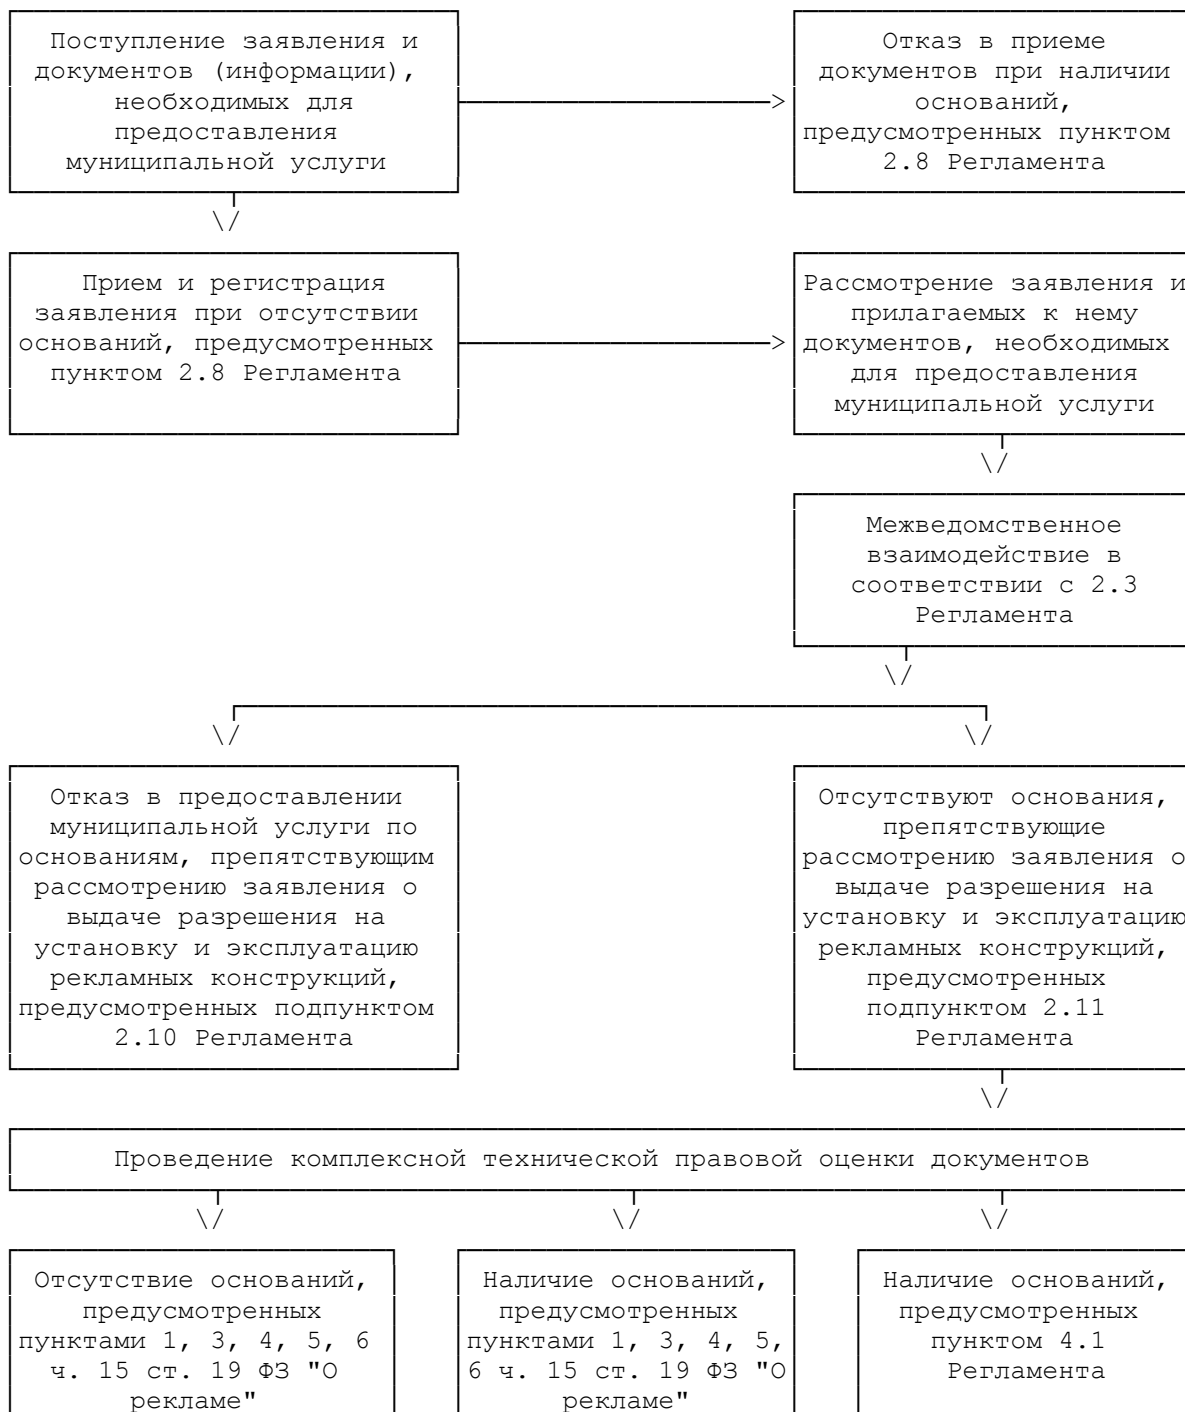 Поступление заявления и
документов (информации),
необходимых для
предоставления
муниципальной услуги
Отказ в приеме
документов при наличии
оснований,
предусмотренных пунктом
2.8 Регламента
Прием и регистрация
заявления при отсутствии
оснований, предусмотренных
пунктом 2.8 Регламента
Рассмотрение заявления и
прилагаемых к нему
документов, необходимых
для предоставления
муниципальной услуги
Межведомственное
взаимодействие в
соответствии с 2.3
Регламента
Отказ в предоставлении
муниципальной услуги по
основаниям, препятствующим
рассмотрению заявления о
выдаче разрешения на
установку и эксплуатацию
рекламных конструкций,
предусмотренных подпунктом
2.10 Регламента
Отсутствуют основания,
препятствующие
рассмотрению заявления о
выдаче разрешения на
установку и эксплуатацию
рекламных конструкций,
предусмотренных
подпунктом 2.11
Регламента
Проведение комплексной технической правовой оценки документов
Отсутствие оснований,
предусмотренных
пунктами 1, 3, 4, 5, 6
ч. 15 ст. 19 ФЗ "О
рекламе"
Наличие оснований,
предусмотренных
пунктами 1, 3, 4, 5,
6 ч. 15 ст. 19 ФЗ "О
рекламе"
Наличие оснований,
предусмотренных
пунктом 4.1
Регламента